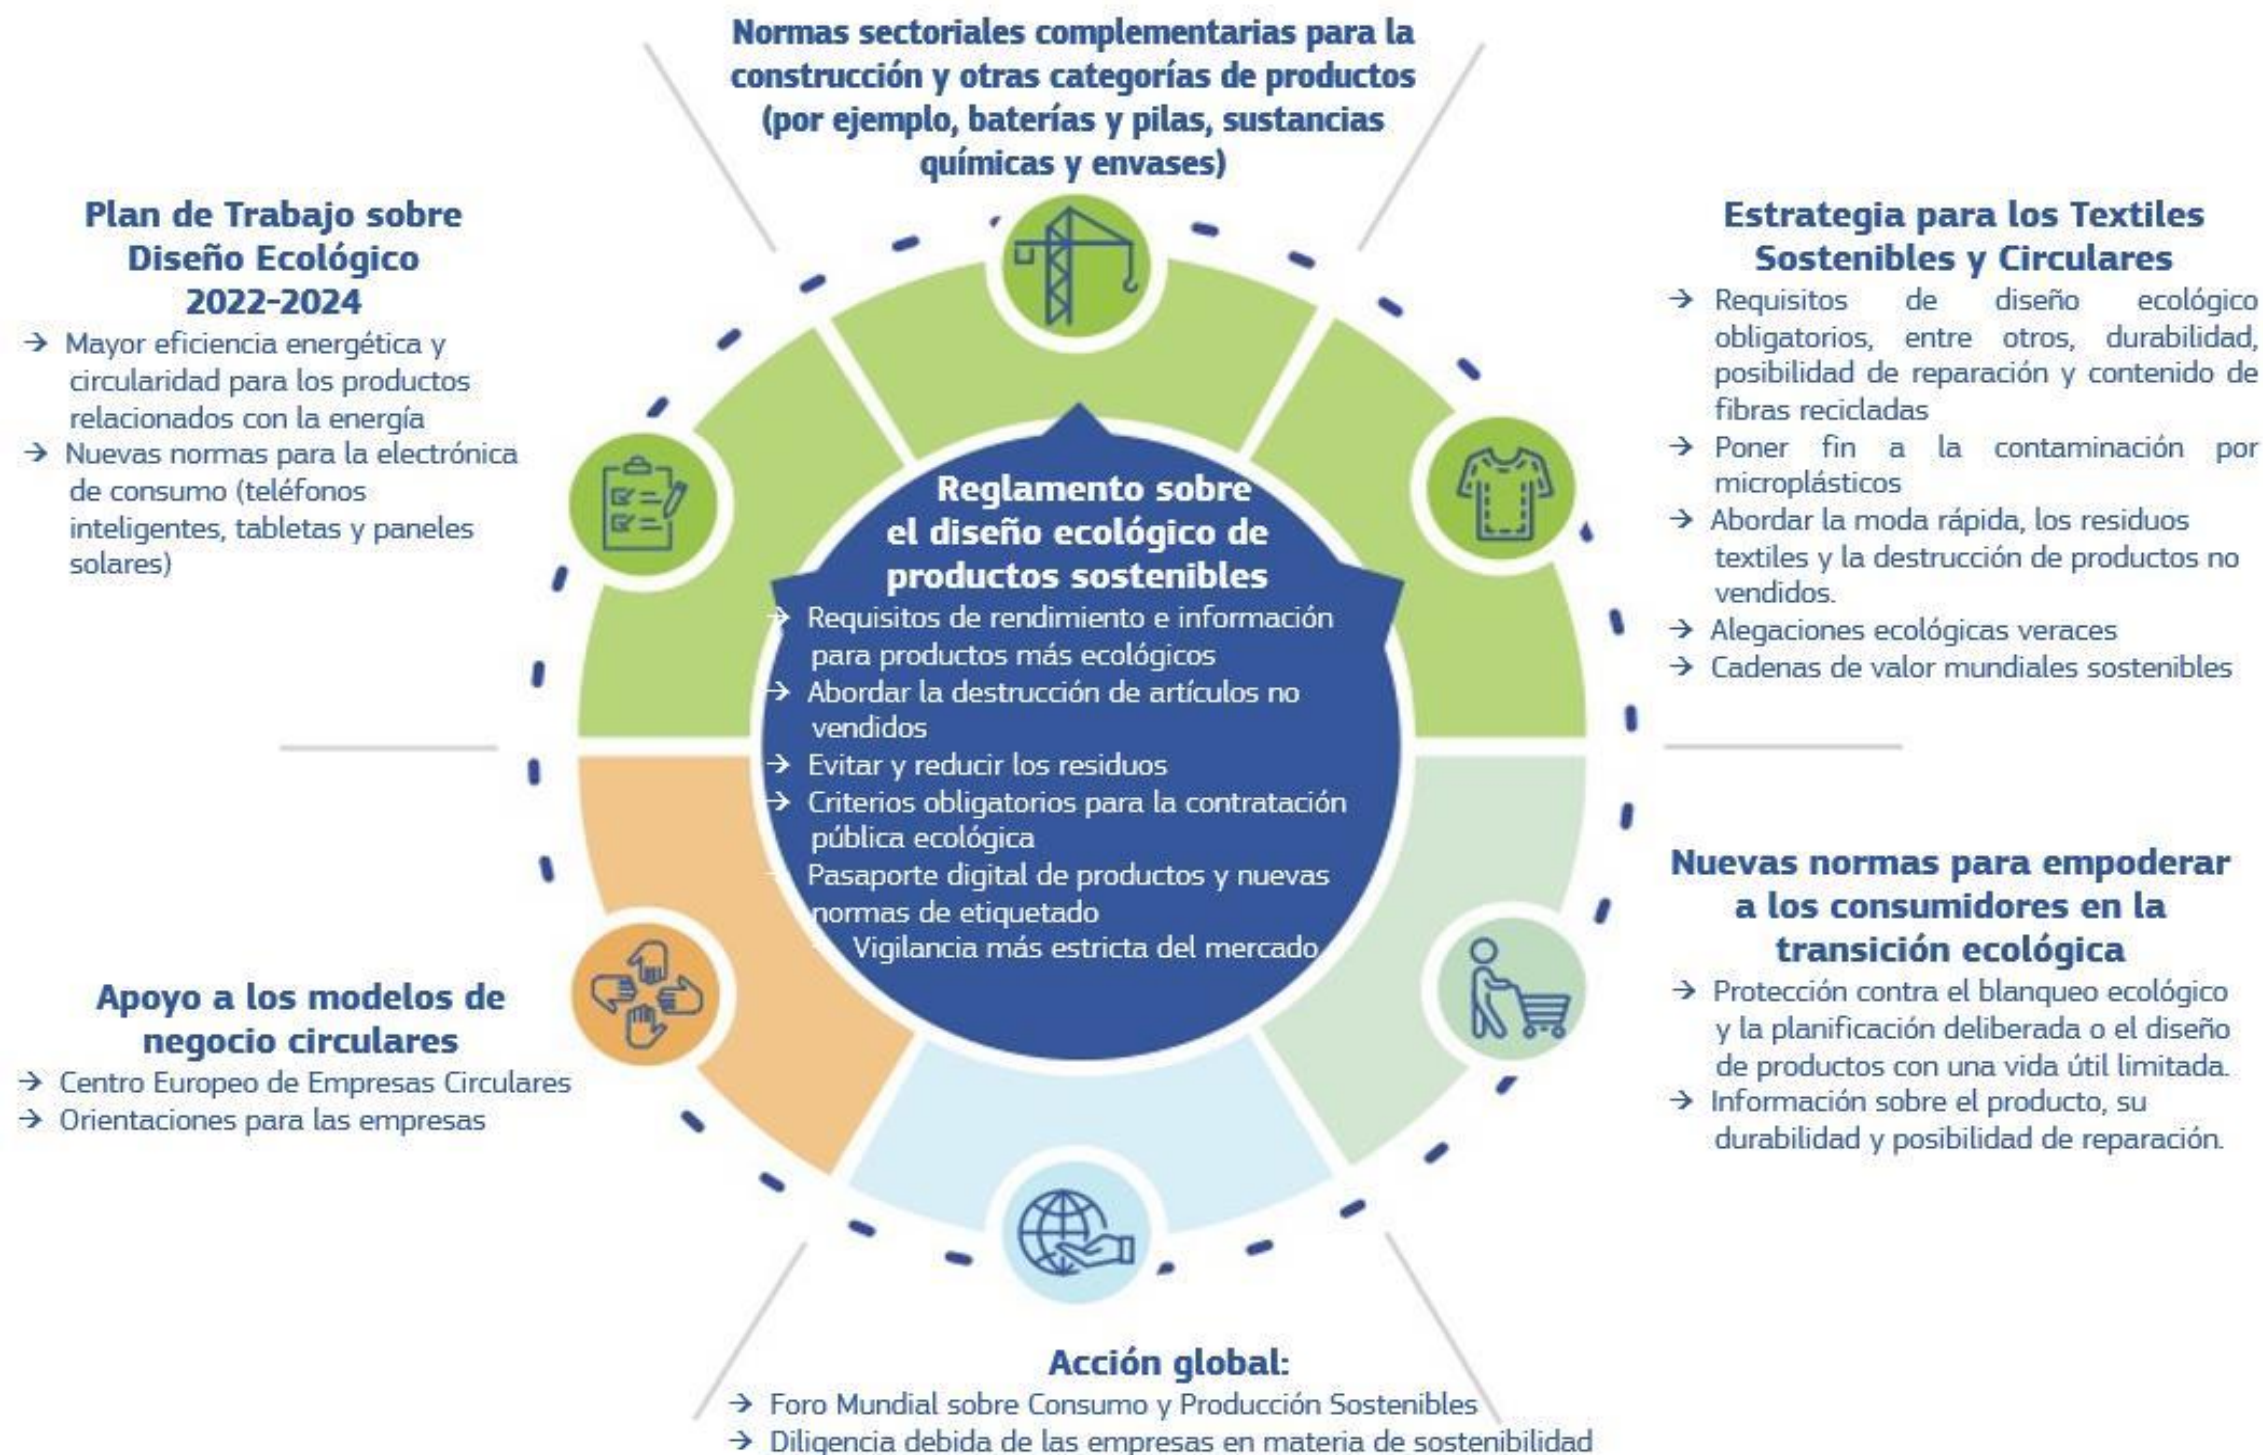 Normas sectoriales complementarias para la
construcción y otras categorías de productos
(por ejemplo, baterías y pilas, sustancias
químicas y envases)
Plan de Trabajo sobre
Diseño Ecológico
2022-2024
→ Mayor eficiencia energética y
circularidad para los productos
relacionados con la energía
→ Nuevas normas para la electrónica
de consumo (teléfonos
inteligentes, tabletas y paneles
solares)
Estrategia para los Textiles
Sostenibles y Circulares
→ Requisitos de diseño ecológico
obligatorios, entre otros, durabilidad,
posibilidad de reparación y contenido de
fibras recicladas
→ Poner fin a la contaminación por
microplásticos
→ Abordar la moda rápida, los residuos
textiles y la destrucción de productos no
vendidos.
→ Alegaciones ecológicas veraces
→ Cadenas de valor mundiales sostenibles
Reglamento sobre
el diseño ecológico de
productos sostenibles
→ Requisitos de rendimiento e información
para productos más ecológicos
→ Abordar la destrucción de artículos no
vendidos
→ Evitar y reducir los residuos
→ Criterios obligatorios para la contratación
pública ecológica
Pasaporte digital de productos y nuevas
normas de etiquetado
Vigilancia más estricta del mercado
Apoyo a los modelos de
negocio circulares
→ Centro Europeo de Empresas Circulares
→ Orientaciones para las empresas
Nuevas normas para empoderar
a los consumidores en la
transición ecológica
→ Protección contra el blanqueo ecológico
y la planificación deliberada o el diseño
de productos con una vida útil limitada.
→ Información sobre el producto, su
durabilidad y posibilidad de reparación.
Acción global:
→ Foro Mundial sobre Consumo y Producción Sostenibles
→ Diligencia debida de las empresas en materia de sostenibilidad